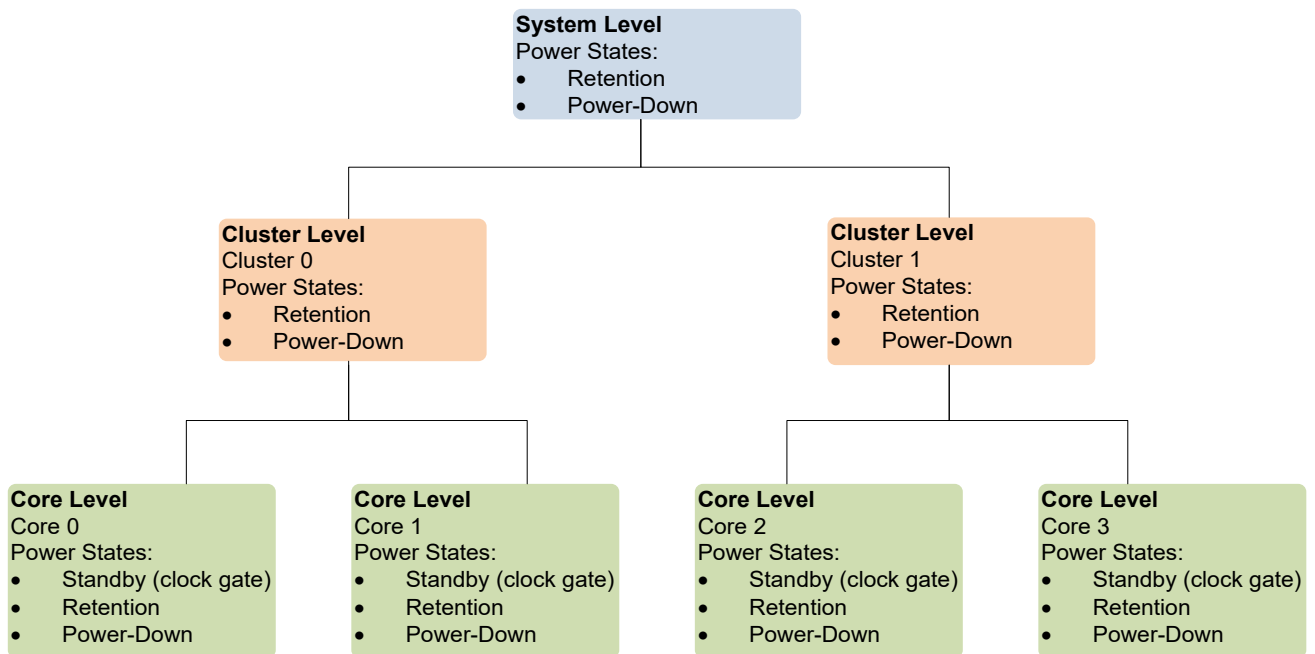 System Level
Power States:
• Retention
• Power-Down
Cluster Level
Cluster 0
Power States:
• Retention
• Power-Down
Cluster Level
Cluster 1
Power States:
• Retention
• Power-Down
Core Level
Core 0
Power States:
• Standby (clock gate)
• Retention
• Power-Down
Core Level
Core 1
Power States:
• Standby (clock gate)
• Retention
• Power-Down
Core Level
Core 2
Power States:
• Standby (clock gate)
• Retention
• Power-Down
Core Level
Core 3
Power States:
• Standby (clock gate)
• Retention
• Power-Down